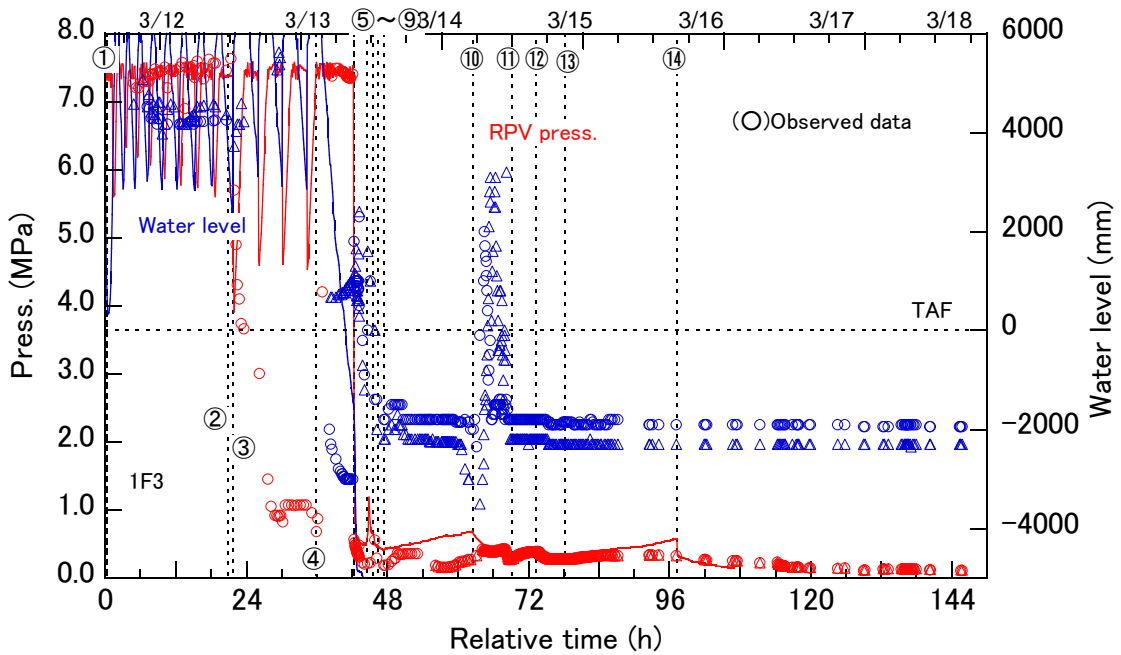 3/12 3/13 ⑤～⑨ 3/14 3/15 3/16 3/17 3/18
8.0 6000
① ⑩ ⑪ ⑫ ⑬ ⑭
7.0 4000
RPV press. (○)Observed data
6.0
Water level 2000
5.0
4.0
TAF 0
3.0
② 2.0 −2000
③
1F3
1.0 −4000
④
0.0
0 24 48 72 96 120 144
Relative time (h)
Press. (MPa)
Water level (mm)